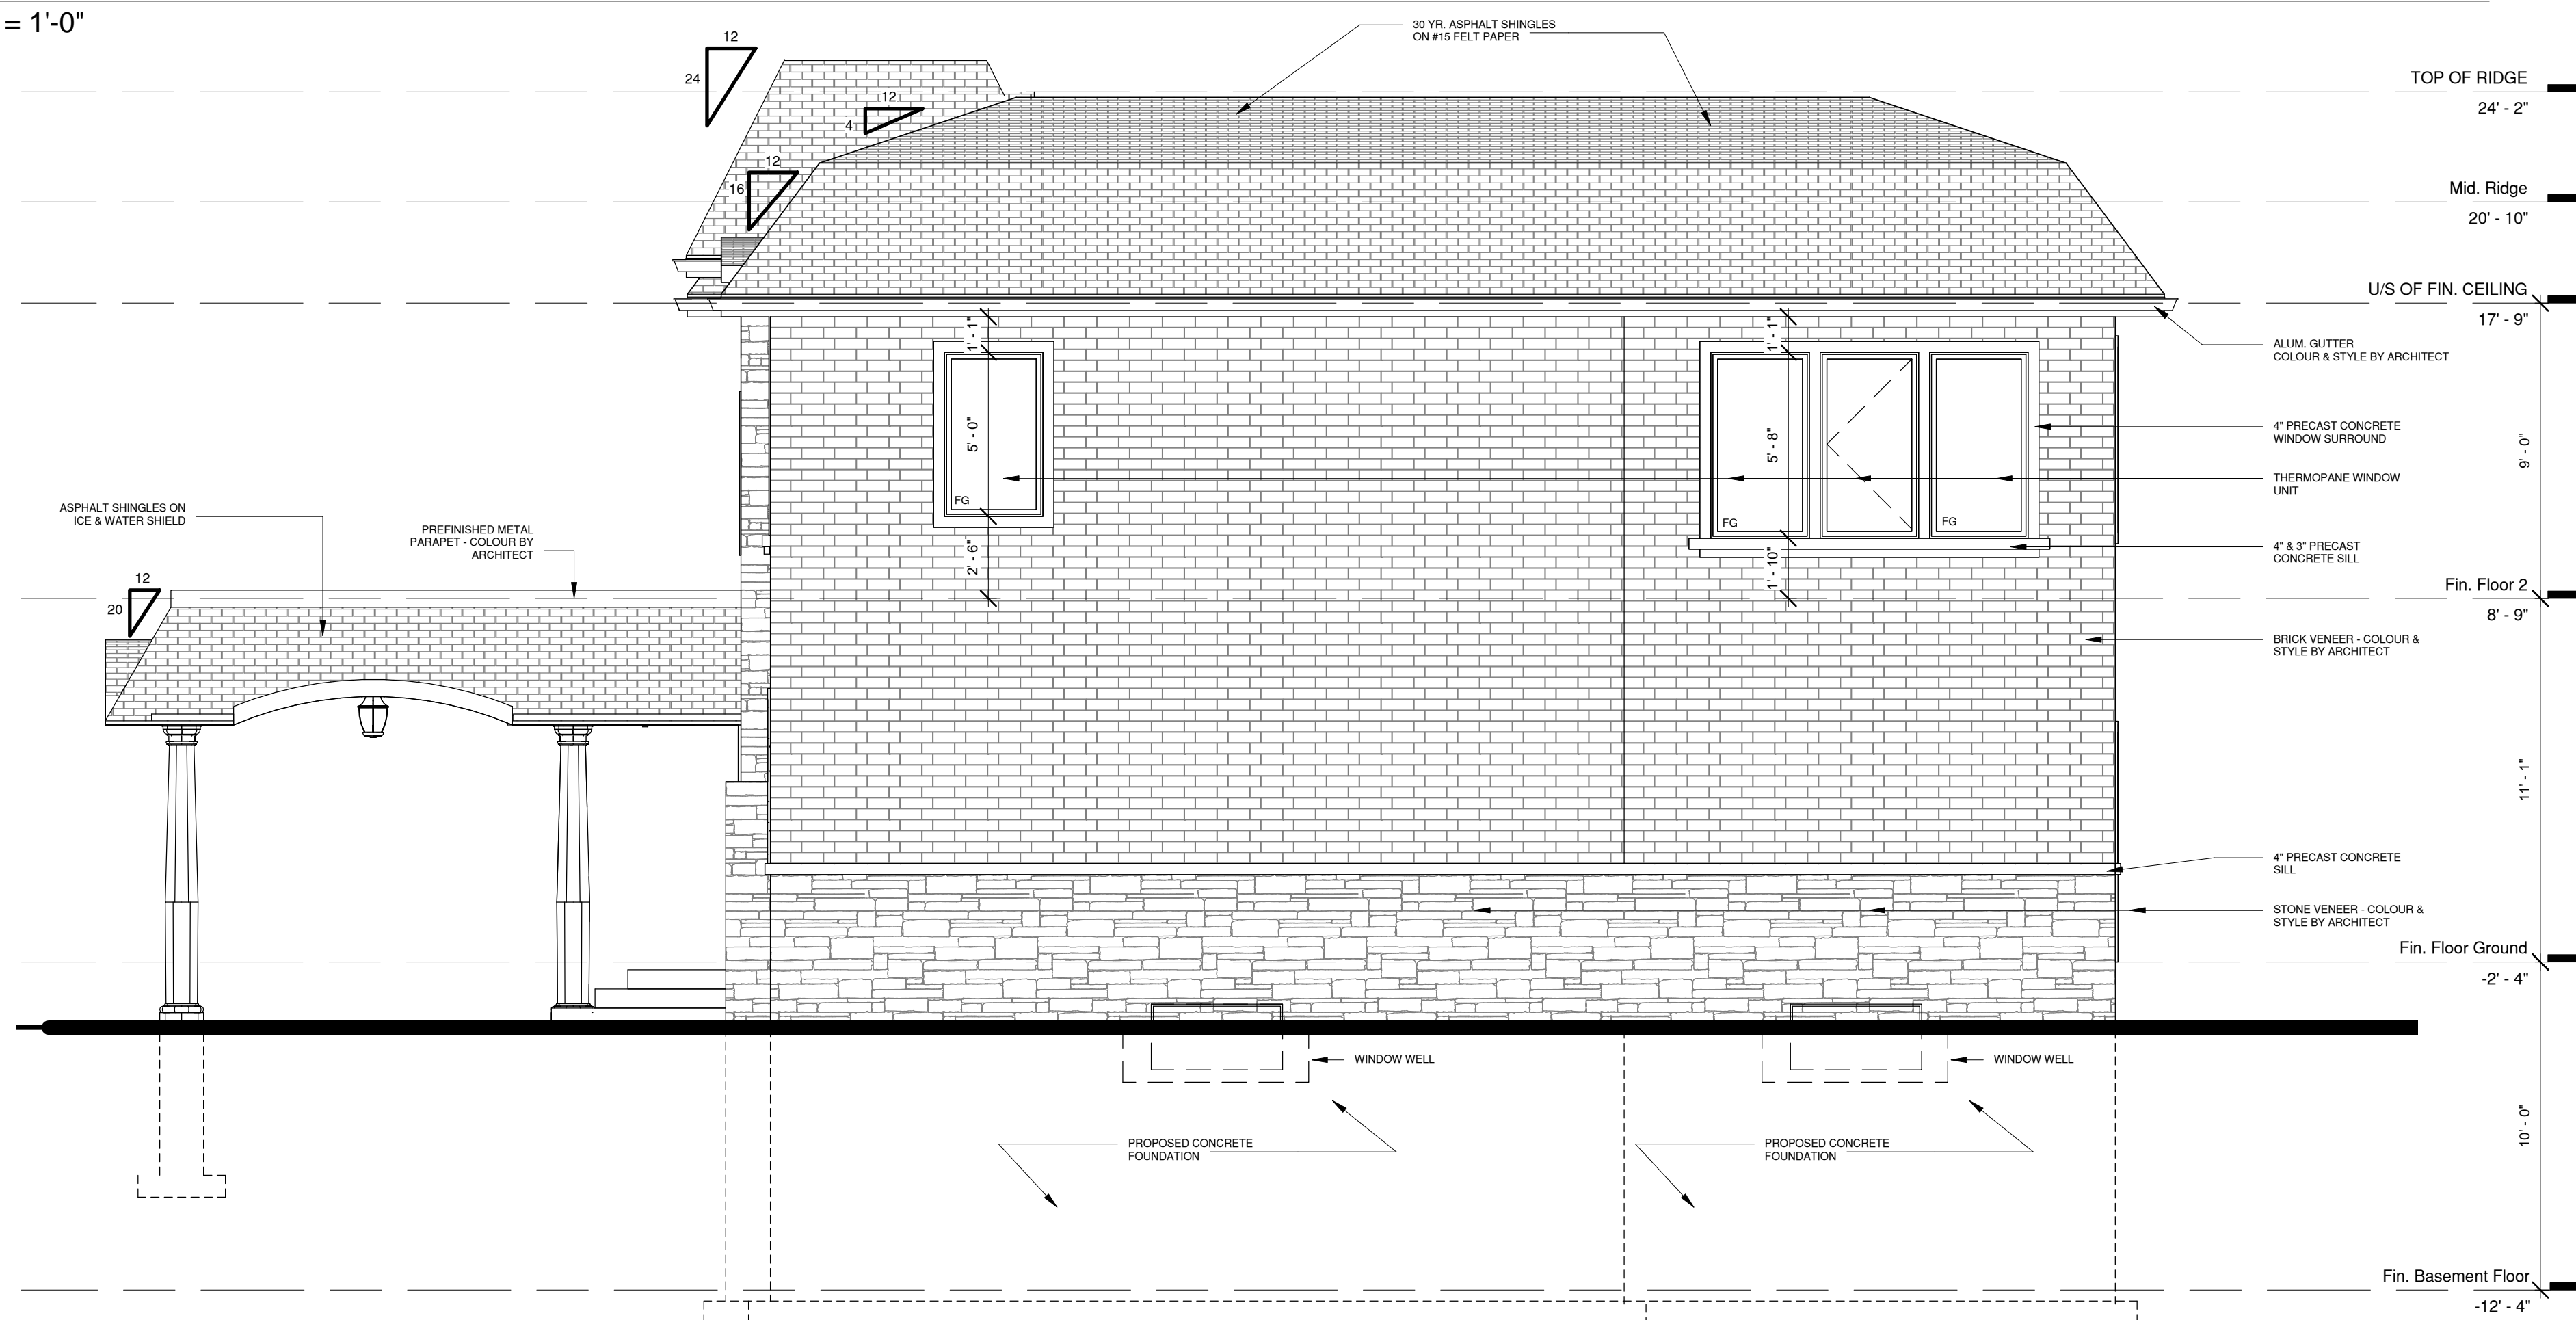 = 1'-0"
30 YR. ASPHALT SHINGLES
ON #15 FELT PAPER
12
24
12
4
12
16
TOP OF RIDGE
24' - 2"
Mid. Ridge
20' - 10"
U/S OF FIN. CEILING
17' - 9"
ALUM. GUTTER
COLOUR & STYLE BY ARCHITECT
1' - 1"
1' - 1"
4" PRECAST CONCRETE
WINDOW SURROUND
9' - 0"
5' - 0"
5' - 8"
THERMOPANE WINDOW
UNIT
FG
FG
FG
ASPHALT SHINGLES ON
ICE & WATER SHIELD
PREFINISHED METAL
PARAPET - COLOUR BY
ARCHITECT
2' - 6"
1' - 10"
4" & 3" PRECAST
CONCRETE SILL
12
20
Fin. Floor 2
8' - 9"
BRICK VENEER - COLOUR &
STYLE BY ARCHITECT
11' - 1"
4" PRECAST CONCRETE
SILL
STONE VENEER - COLOUR &
STYLE BY ARCHITECT
Fin. Floor Ground
-2' - 4"
WINDOW WELL
WINDOW WELL
10' - 0"
PROPOSED CONCRETE
FOUNDATION
PROPOSED CONCRETE
FOUNDATION
Fin. Basement Floor
-12' - 4"